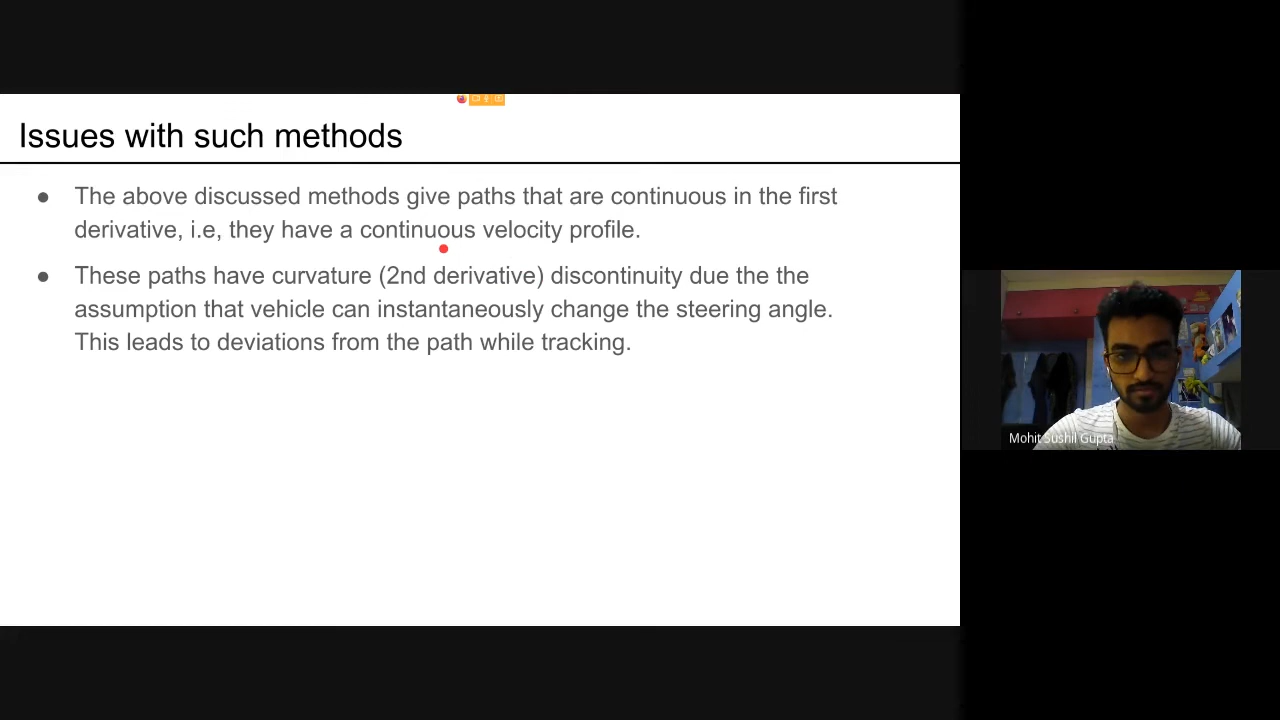 Issues with such methods
● The above discussed methods give paths that are continuous in the first
derivative, i.e, they have a continuous velocity profile.
● These paths have curvature (2nd derivative) discontinuity due the the
assumption that vehicle can instantaneously change the steering angle.
This leads to deviations from the path while tracking.
Mohit Sushil Gupta